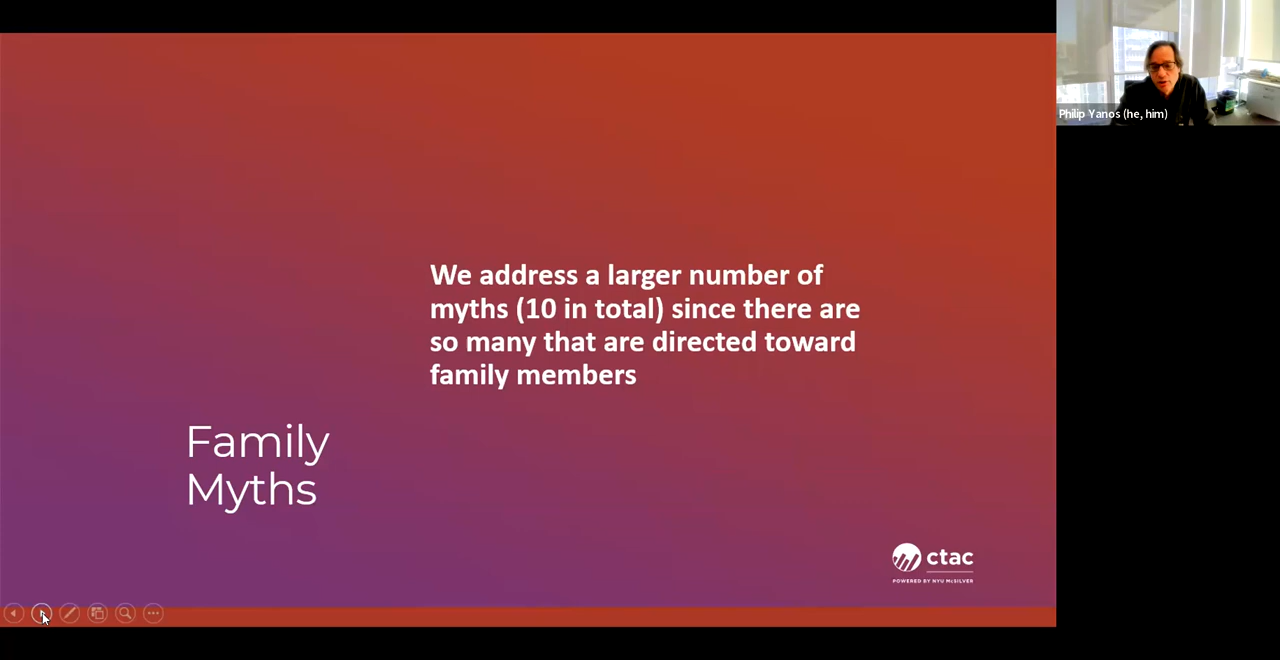 Philip Yanos (he, him)
We address a larger number of
myths (10 in total) since there are
so many that are directed toward
family members
Family
Myths
ctac
POWERED BY NYU McSILVER